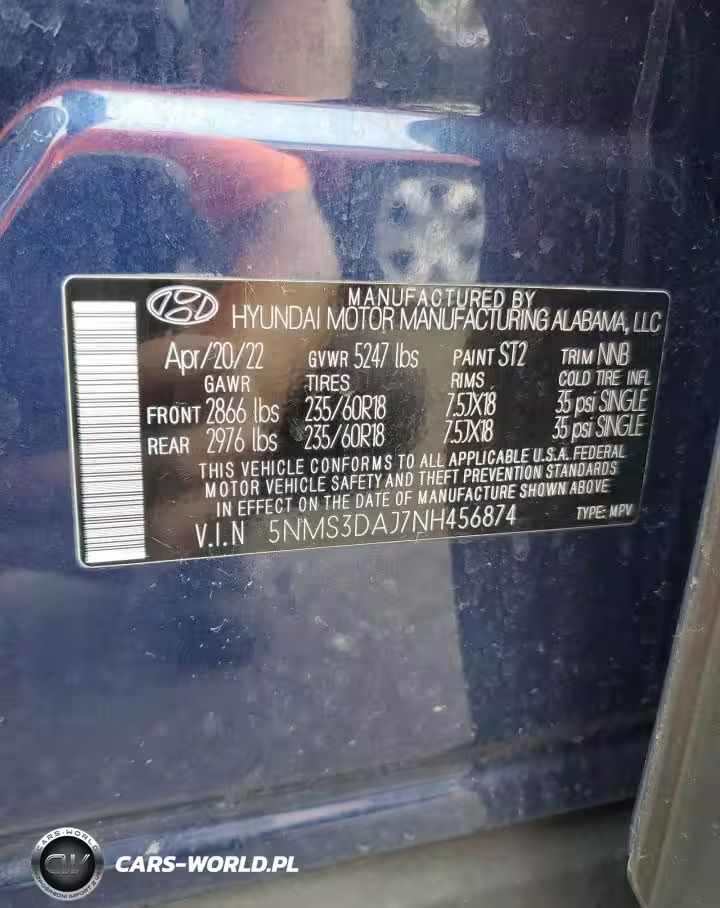 MANUFACTURED BY
HYUNDAI MOTOR MANUFACTURING ALABAMA, LLC
Apr/20/22 GVWR 5247 lbs PAINT ST2 TRIM NNB
GAWR TIRES RIMS COLD TIRE INFL
FRONT 2866 lbs 235/60R18 7.5JX18 35 psi SINGLE
REAR 2976 lbs 235/60R18 7.5JX18 35 psi SINGLE
THIS VEHICLE CONFORMS TO ALL APPLICABLE U.S.A. FEDERAL
MOTOR VEHICLE SAFETY AND THEFT PREVENTION STANDARDS
IN EFFECT ON THE DATE OF MANUFACTURE SHOWN ABOVE
V.I.N 5NMS3DAJ7NH456874 TYPE: MPV
CARS-WORLD
CW
CARS-WORLD.PL